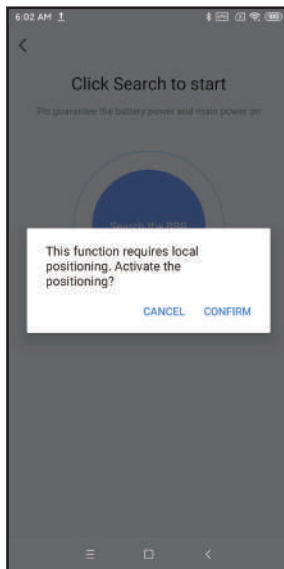 6:02 AM
Click Search to start
Pls guarantee the battery power and main power on
This function requires local
positioning. Activate the
positioning?
CANCEL CONFIRM